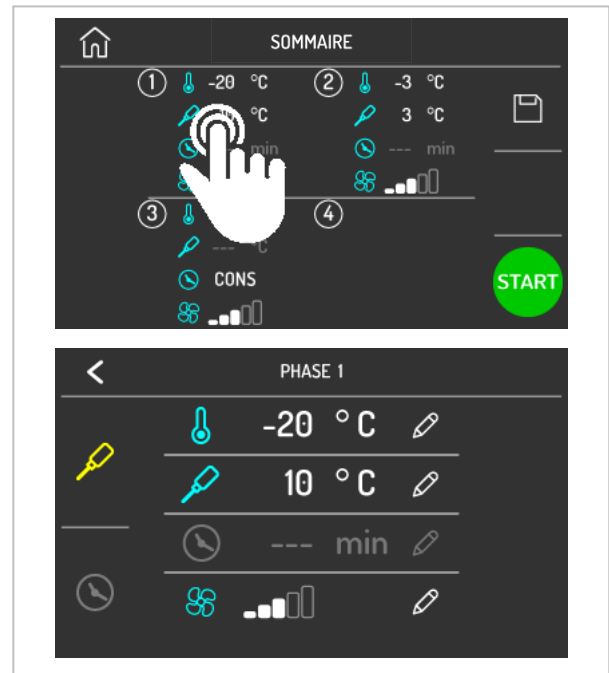 SOMMAIRE
1 -20 °C 2 -3 °C
°C 3 °C
min --- min
3 4
--- °C
CONS
START
PHASE 1
-20 °C
10 °C
--- min